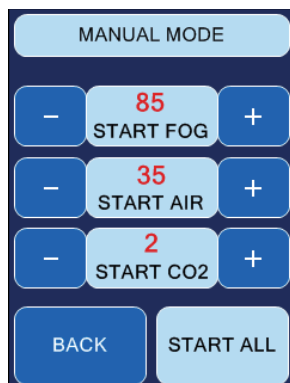 MANUAL MODE
85
- START FOG +
35
- START AIR +
2
- START CO2 +
BACK START ALL